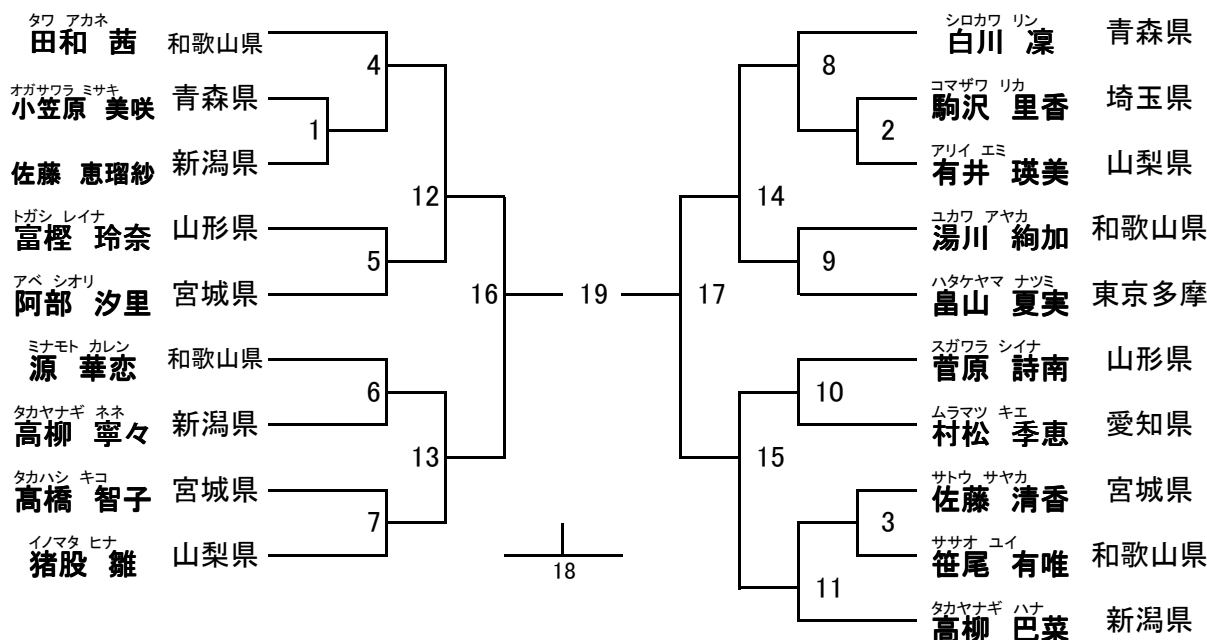 タワ アカネ
田和 茜 和歌山県
オガサワラ ミサキ
小笠原 美咲 青森県
佐藤 恵瑠紗 新潟県
トガシ レイナ
富樫 玲奈 山形県
アベ シオリ
阿部 汐里 宮城県
ミナモト カレン
源 華恋 和歌山県
タカヤナギ ネネ
高柳 寧々 新潟県
タカハシ キコ
髙橋 智子 宮城県
イノマタ ヒナ
猪股 雛 山梨県
4
1
12
5
16
6
13
7
19
18
シロカワ リン
白川 凜 青森県
コマザワ リカ
駒沢 里香 埼玉県
アリイ エミ
有井 瑛美 山梨県
ユカワ アヤカ
湯川 絢加 和歌山県
ハタケヤマ ナツミ
畠山 夏実 東京多摩
スガワラ シイナ
菅原 詩南 山形県
ムラマツ キエ
村松 季恵 愛知県
サトウ サヤカ
佐藤 清香 宮城県
ササオ ユイ
笹尾 有唯 和歌山県
タカヤナギ ハナ
高柳 巴菜 新潟県
8
2
14
9
17
10
15
3
11